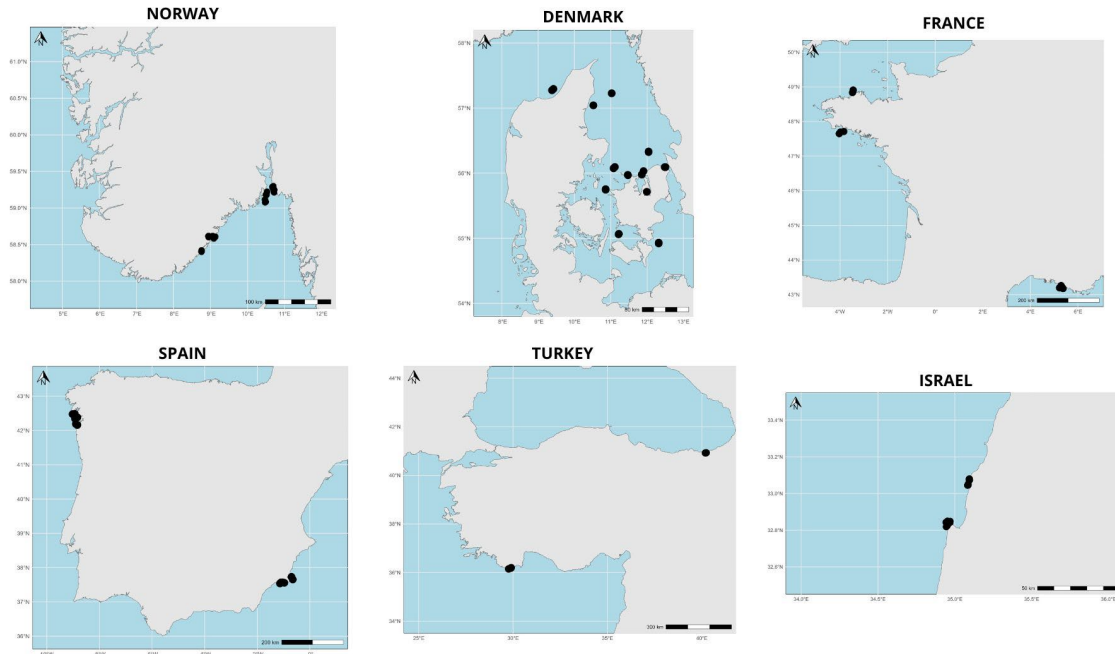 NORWAY
N
61.0°N
60.5°N
60.0°N
59.5°N
59.0°N
58.5°N
58.0°N
100 km
5°E 6°E 7°E 8°E 9°E 10°E 11°E 12°E
DENMARK
N
58°N
57°N
56°N
55°N
54°N
8°E 9°E 10°E 11°E 12°E 13°E
FRANCE
N
50°N
49°N
48°N
47°N
46°N
45°N
44°N
43°N
200 km
4°W 2°W 0° 2°E 4°E 6°E
SPAIN
N
43°N
42°N
41°N
40°N
39°N
38°N
37°N
36°N
200 km
TURKEY
N
44°N
42°N
40°N
38°N
36°N
34°N
300 km
25°E 30°E 35°E 40°E
ISRAEL
N
33.4°N
33.2°N
33.0°N
32.8°N
32.6°N
50 km
34.0°E 34.5°E 35.0°E 35.5°E 36.0°E